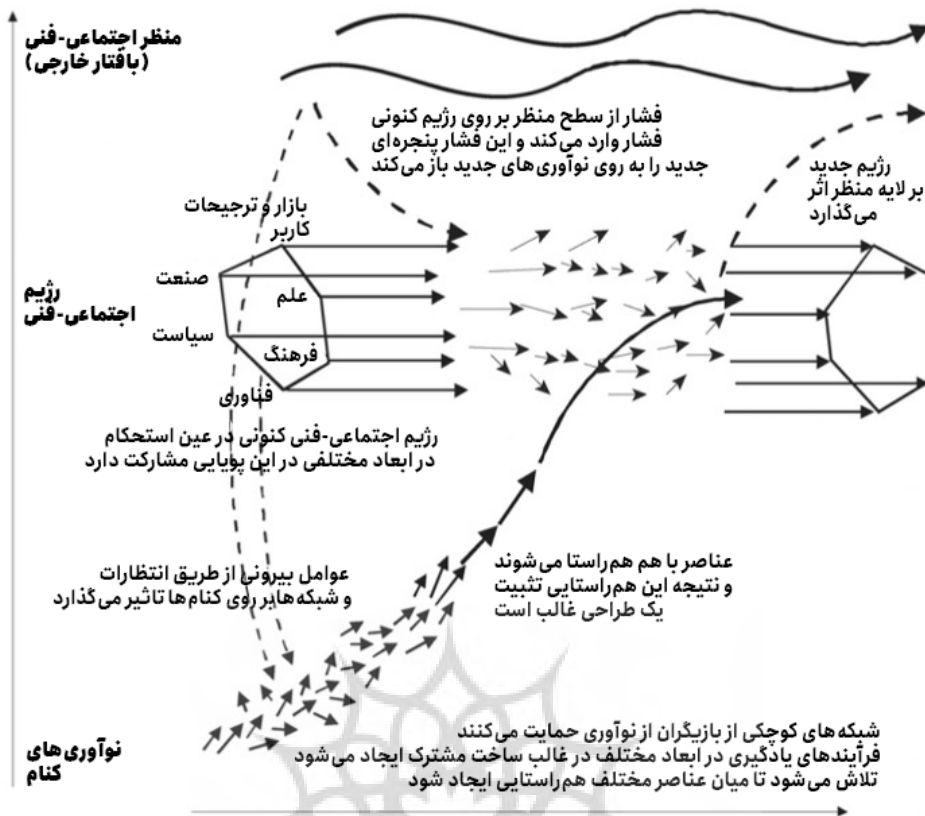 منظر اجتماعی-فنی
(بافتار خارجی)
فشار از سطح منظر بر روی رژیم کنونی
فشار وارد می‌کند و این فشار پنجره‌ای
جدید را به روی نوآوری‌های جدید باز می‌کند
رژیم جدید
بر لایه منظر اثر
می‌گذارد
بازار و ترجیحات
کاربر
صنعت
علم
رژیم
اجتماعی-فنی
سیاست
فرهنگ
فناوری
رژیم اجتماعی-فنی کنونی در عین استحکام
در ابعاد مختلفی در این پویایی مشارکت دارد
عناصر با هم هم‌راستا می‌شوند
و نتیجه این هم‌راستایی تثبیت
یک طراحی غالب است
عوامل بیرونی از طریق انتظارات
و شبکه‌ها بر روی کنام‌ها تاثیر می‌گذارد
نوآوری‌های
کنام
شبکه‌های کوچکی از بازیگران از نوآوری حمایت می‌کنند
فرآیندهای یادگیری در ابعاد مختلف در غالب ساخت مشترک ایجاد می‌شود
تلاش می‌شود تا میان عناصر مختلف هم‌راستایی ایجاد شود